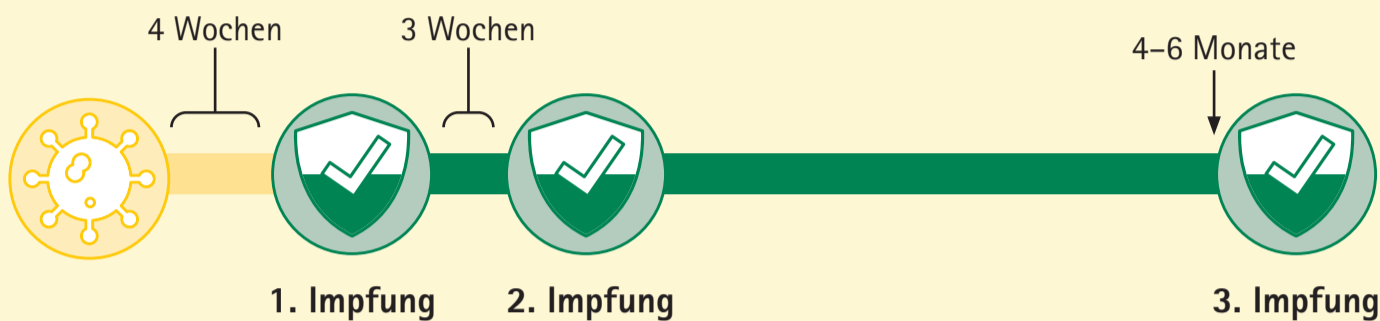 4 Wochen
3 Wochen
4–6 Monate
1. Impfung
2. Impfung
3. Impfung